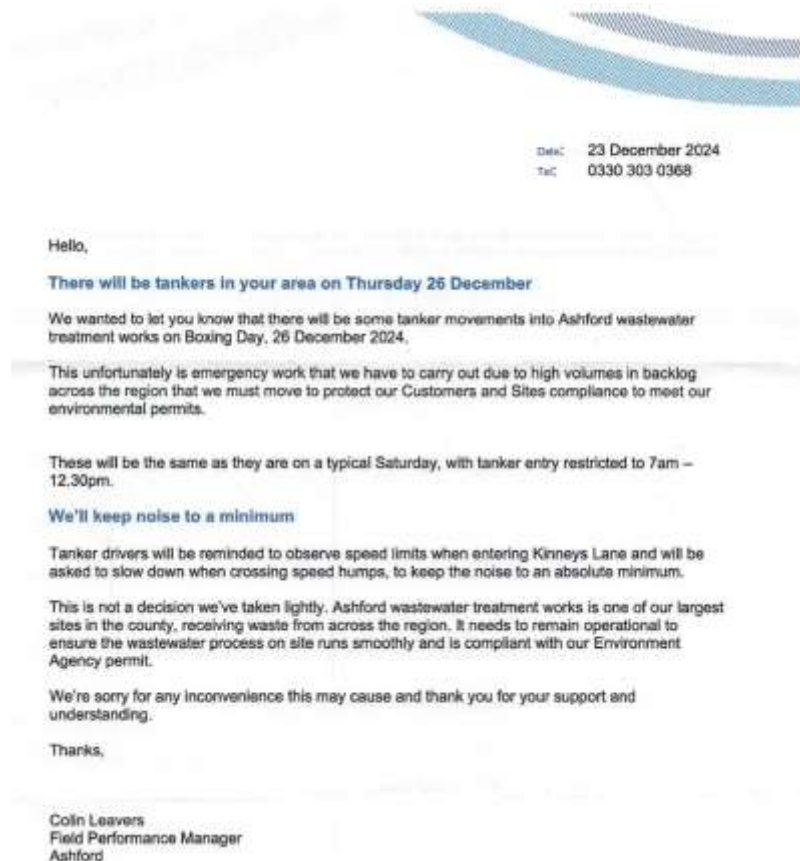 Date: 23 December 2024
Tel: 0330 303 0368
Hello,
There will be tankers in your area on Thursday 26 December
We wanted to let you know that there will be some tanker movements into Ashford wastewater
treatment works on Boxing Day, 26 December 2024.
This unfortunately is emergency work that we have to carry out due to high volumes in backlog
across the region that we must move to protect our Customers and Sites compliance to meet our
environmental permits.
These will be the same as they are on a typical Saturday, with tanker entry restricted to 7am –
12.30pm.
We'll keep noise to a minimum
Tanker drivers will be reminded to observe speed limits when entering Kinneys Lane and will be
asked to slow down when crossing speed humps, to keep the noise to an absolute minimum.
This is not a decision we've taken lightly. Ashford wastewater treatment works is one of our largest
sites in the county, receiving waste from across the region. It needs to remain operational to
ensure the wastewater process on site runs smoothly and is compliant with our Environment
Agency permit.
We're sorry for any inconvenience this may cause and thank you for your support and
understanding.
Thanks,
Colin Leavers
Field Performance Manager
Ashford